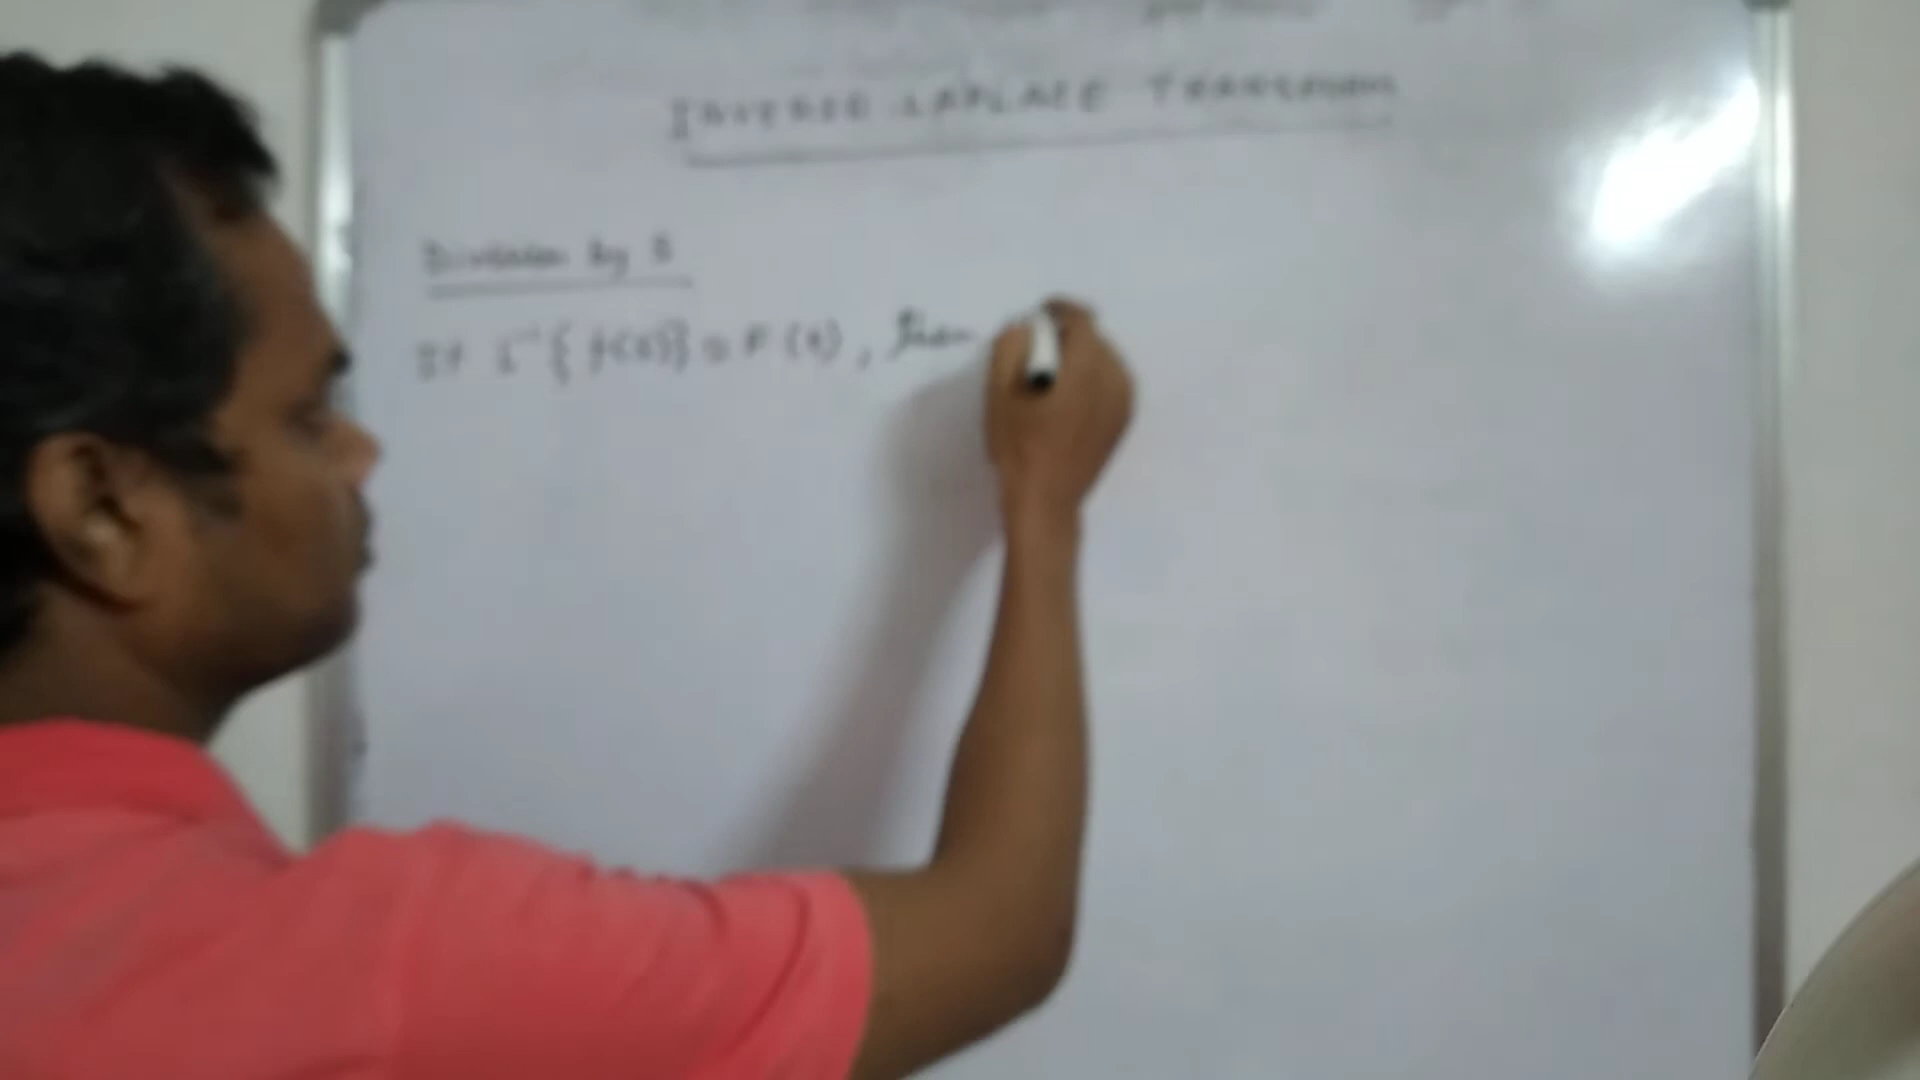 INVERSE LAPLACE TRANSFORM
Division by S
If L⁻¹{f(s)} = F(t), then